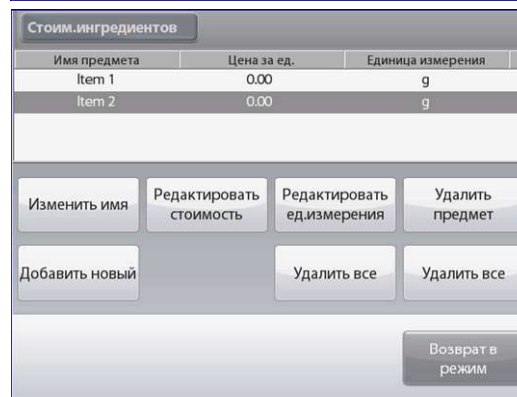 Стоим.ингредиентов
Имя предмета Цена за ед. Единица измерения
Item 1 0.00 g
Item 2 0.00 g
Изменить имя Редактировать стоимость Редактировать ед.измерения Удалить предмет
Добавить новый Удалить все Удалить все
Возврат в
режим